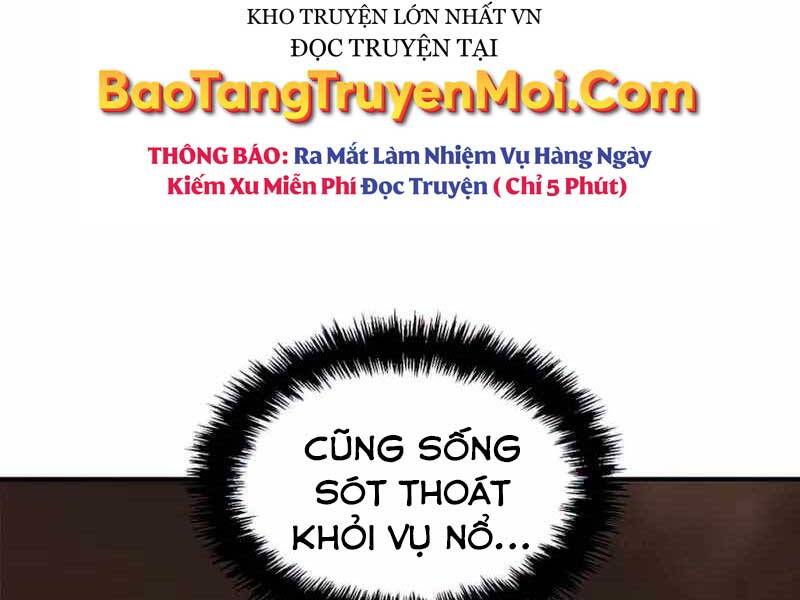 KHO TRUYỆN LỚN NHẤT VN
ĐỌC TRUYỆN TẠI
BaoTangTruyenMoi.Com
THÔNG BÁO: Ra Mắt Làm Nhiệm Vụ Hàng Ngày
Kiếm Xu Miễn Phí Đọc Truyện ( Chỉ 5 Phút)
CŨNG SỐNG
SÓT THOÁT
KHỎI VỤ NỔ...